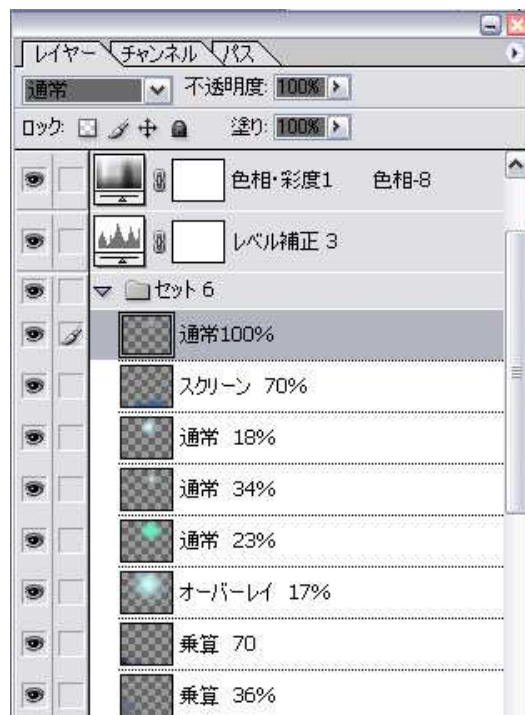 レイヤー チャンネル パス
通常 不透明度: 100%
ロック: 塗り: 100%
色相・彩度1 色相-8
レベル補正 3
セット 6
通常100%
スクリーン 70%
通常 18%
通常 34%
通常 23%
オーバーレイ 17%
乗算 70
乗算 36%